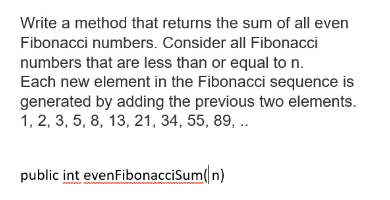 Write a method that returns the sum of all even
Fibonacci numbers. Consider all Fibonacci
numbers that are less than or equal to n.
Each new element in the Fibonacci sequence is
generated by adding the previous two elements.
1, 2, 3, 5, 8, 13, 21, 34, 55, 89, ..
public int evenFibonacciSum( n)